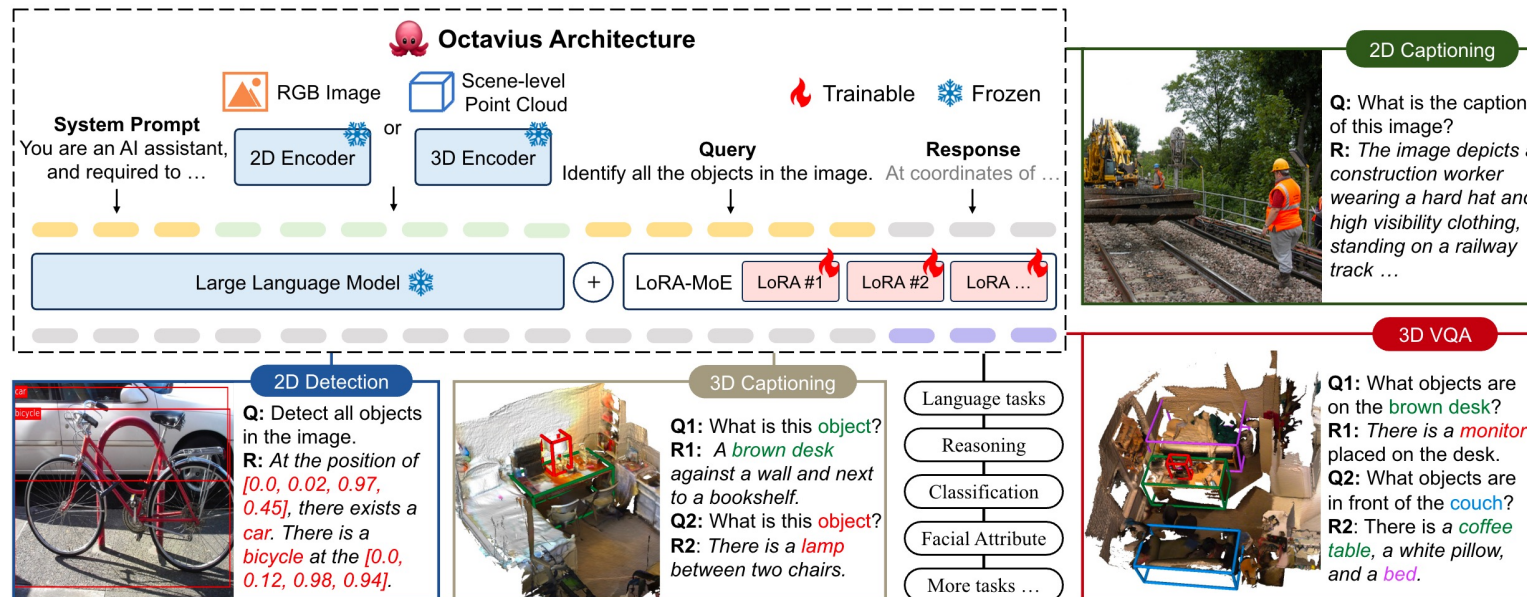 Octavius Architecture
RGB Image
Scene-level
Point Cloud
Trainable
Frozen
System Prompt
You are an AI assistant,
and required to …
2D Encoder
or
3D Encoder
Query
Identify all the objects in the image.
Response
At coordinates of …
Large Language Model
+
LoRA-MoE
LoRA #1
LoRA #2
LoRA …
2D Captioning
Q: What is the caption
of this image?
R: The image depicts a
construction worker
wearing a hard hat and
high visibility clothing,
standing on a railway
track …
2D Detection
car
bicycle
Q: Detect all objects
in the image.
R: At the position of
[0.0, 0.02, 0.97,
0.45], there exists a
car. There is a
bicycle at the [0.0,
0.12, 0.98, 0.94].
3D Captioning
Q1: What is this object?
R1: A brown desk
against a wall and next
to a bookshelf.
Q2: What is this object?
R2: There is a lamp
between two chairs.
Language tasks
Reasoning
Classification
Facial Attribute
More tasks …
3D VQA
Q1: What objects are
on the brown desk?
R1: There is a monitor
placed on the desk.
Q2: What objects are
in front of the couch?
R2: There is a coffee
table, a white pillow,
and a bed.